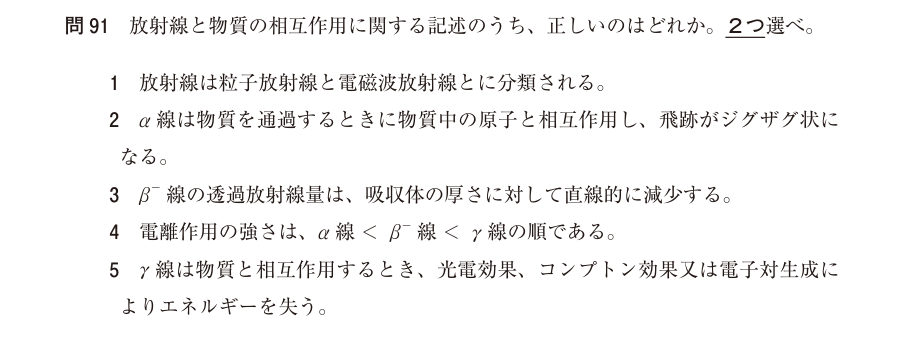 問 91 放射線と物質の相互作用に関する記述のうち、正しいのはどれか。2つ選べ。
1 放射線は粒子放射線と電磁波放射線とに分類される。
2 α 線は物質を通過するときに物質中の原子と相互作用し、飛跡がジグザグ状に
なる。
3 β⁻ 線の透過放射線量は、吸収体の厚さに対して直線的に減少する。
4 電離作用の強さは、α 線 < β⁻ 線 < γ 線の順である。
5 γ 線は物質と相互作用するとき、光電効果、コンプトン効果又は電子対生成に
よりエネルギーを失う。